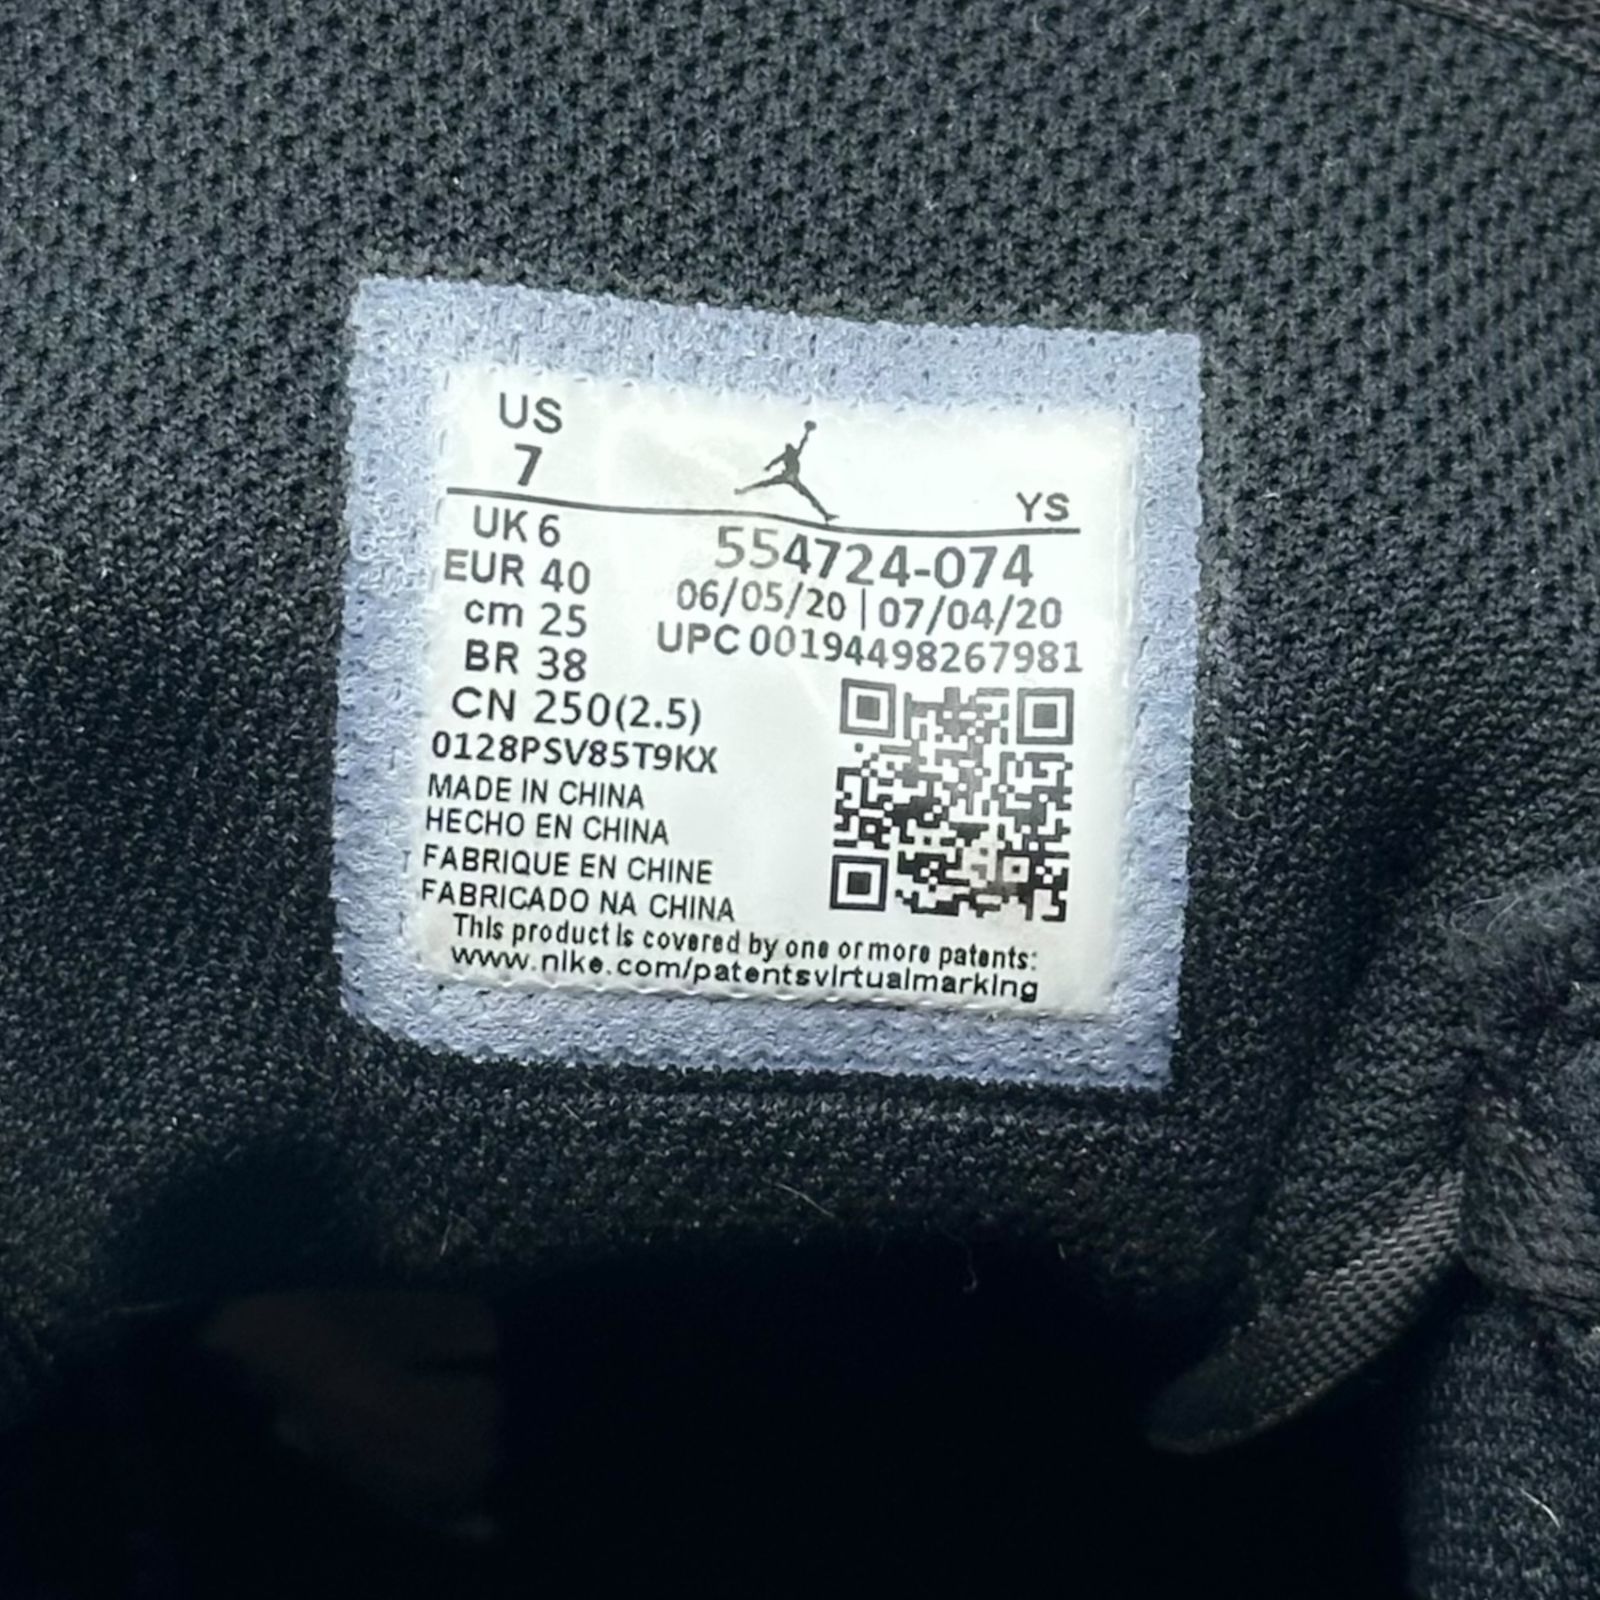 US
7
YS
UK 6
EUR 40
cm 25
BR 38
CN 250(2.5)
554724-074
06/05/20 | 07/04/20
UPC 00194498267981
0128PSV85T9KX
MADE IN CHINA
HECHO EN CHINA
FABRIQUE EN CHINE
FABRICADO NA CHINA
This product is covered by one or more patents:
www.nike.com/patentsvirtualmarking